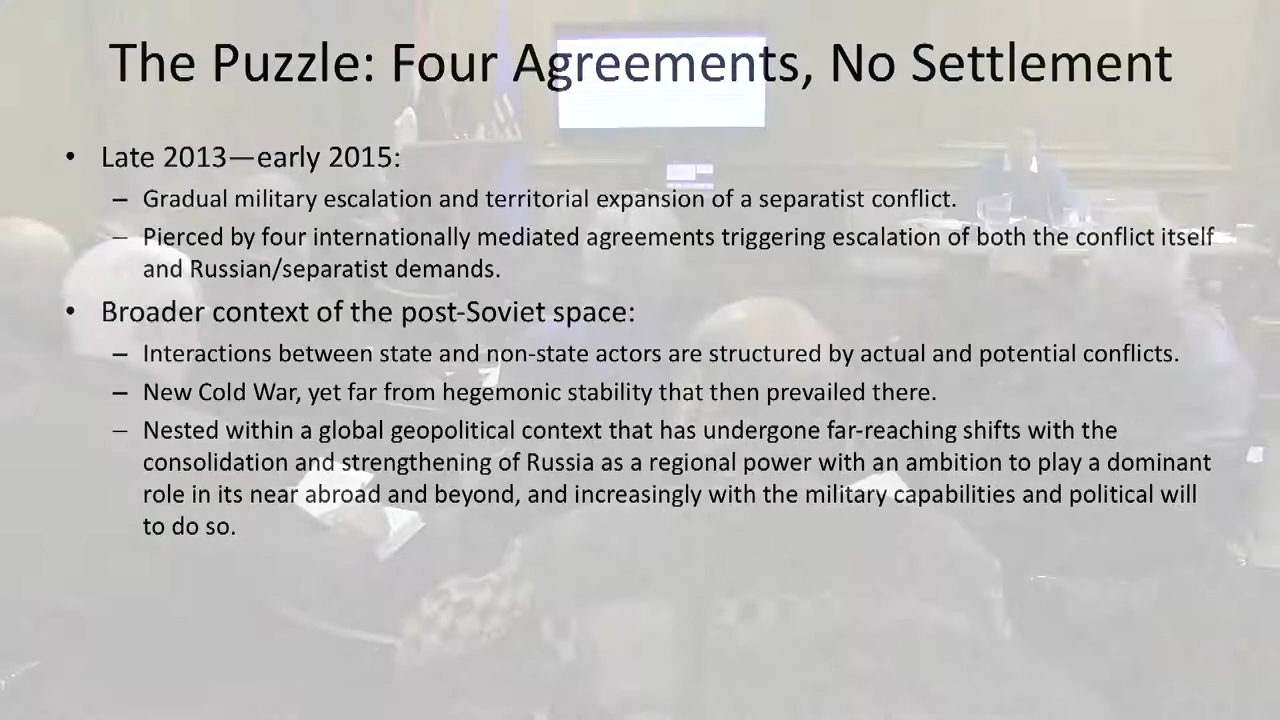 The Puzzle: Four Agreements, No Settlement
• Late 2013—early 2015:
– Gradual military escalation and territorial expansion of a separatist conflict.
– Pierced by four internationally mediated agreements triggering escalation of both the conflict itself
and Russian/separatist demands.
• Broader context of the post-Soviet space:
– Interactions between state and non-state actors are structured by actual and potential conflicts.
– New Cold War, yet far from hegemonic stability that then prevailed there.
– Nested within a global geopolitical context that has undergone far-reaching shifts with the
consolidation and strengthening of Russia as a regional power with an ambition to play a dominant
role in its near abroad and beyond, and increasingly with the military capabilities and political will
to do so.